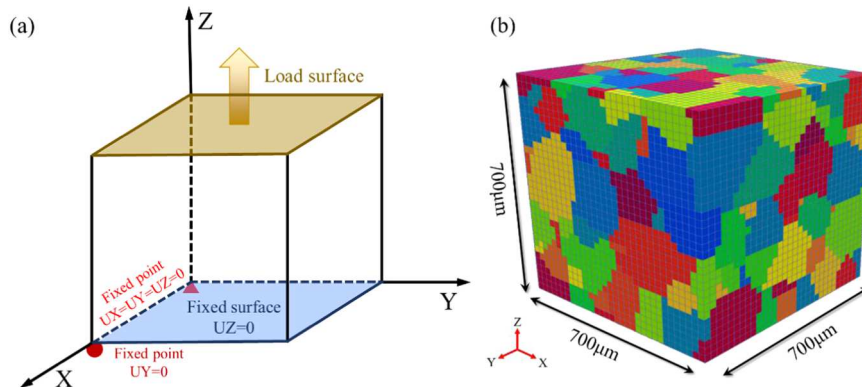 (a)
Z
Load surface
Fixed point
UX=UY=UZ=0
Fixed surface
UZ=0
Y
X
Fixed point
UY=0
(b)
700μm
700μm
700μm
Z
Y
X